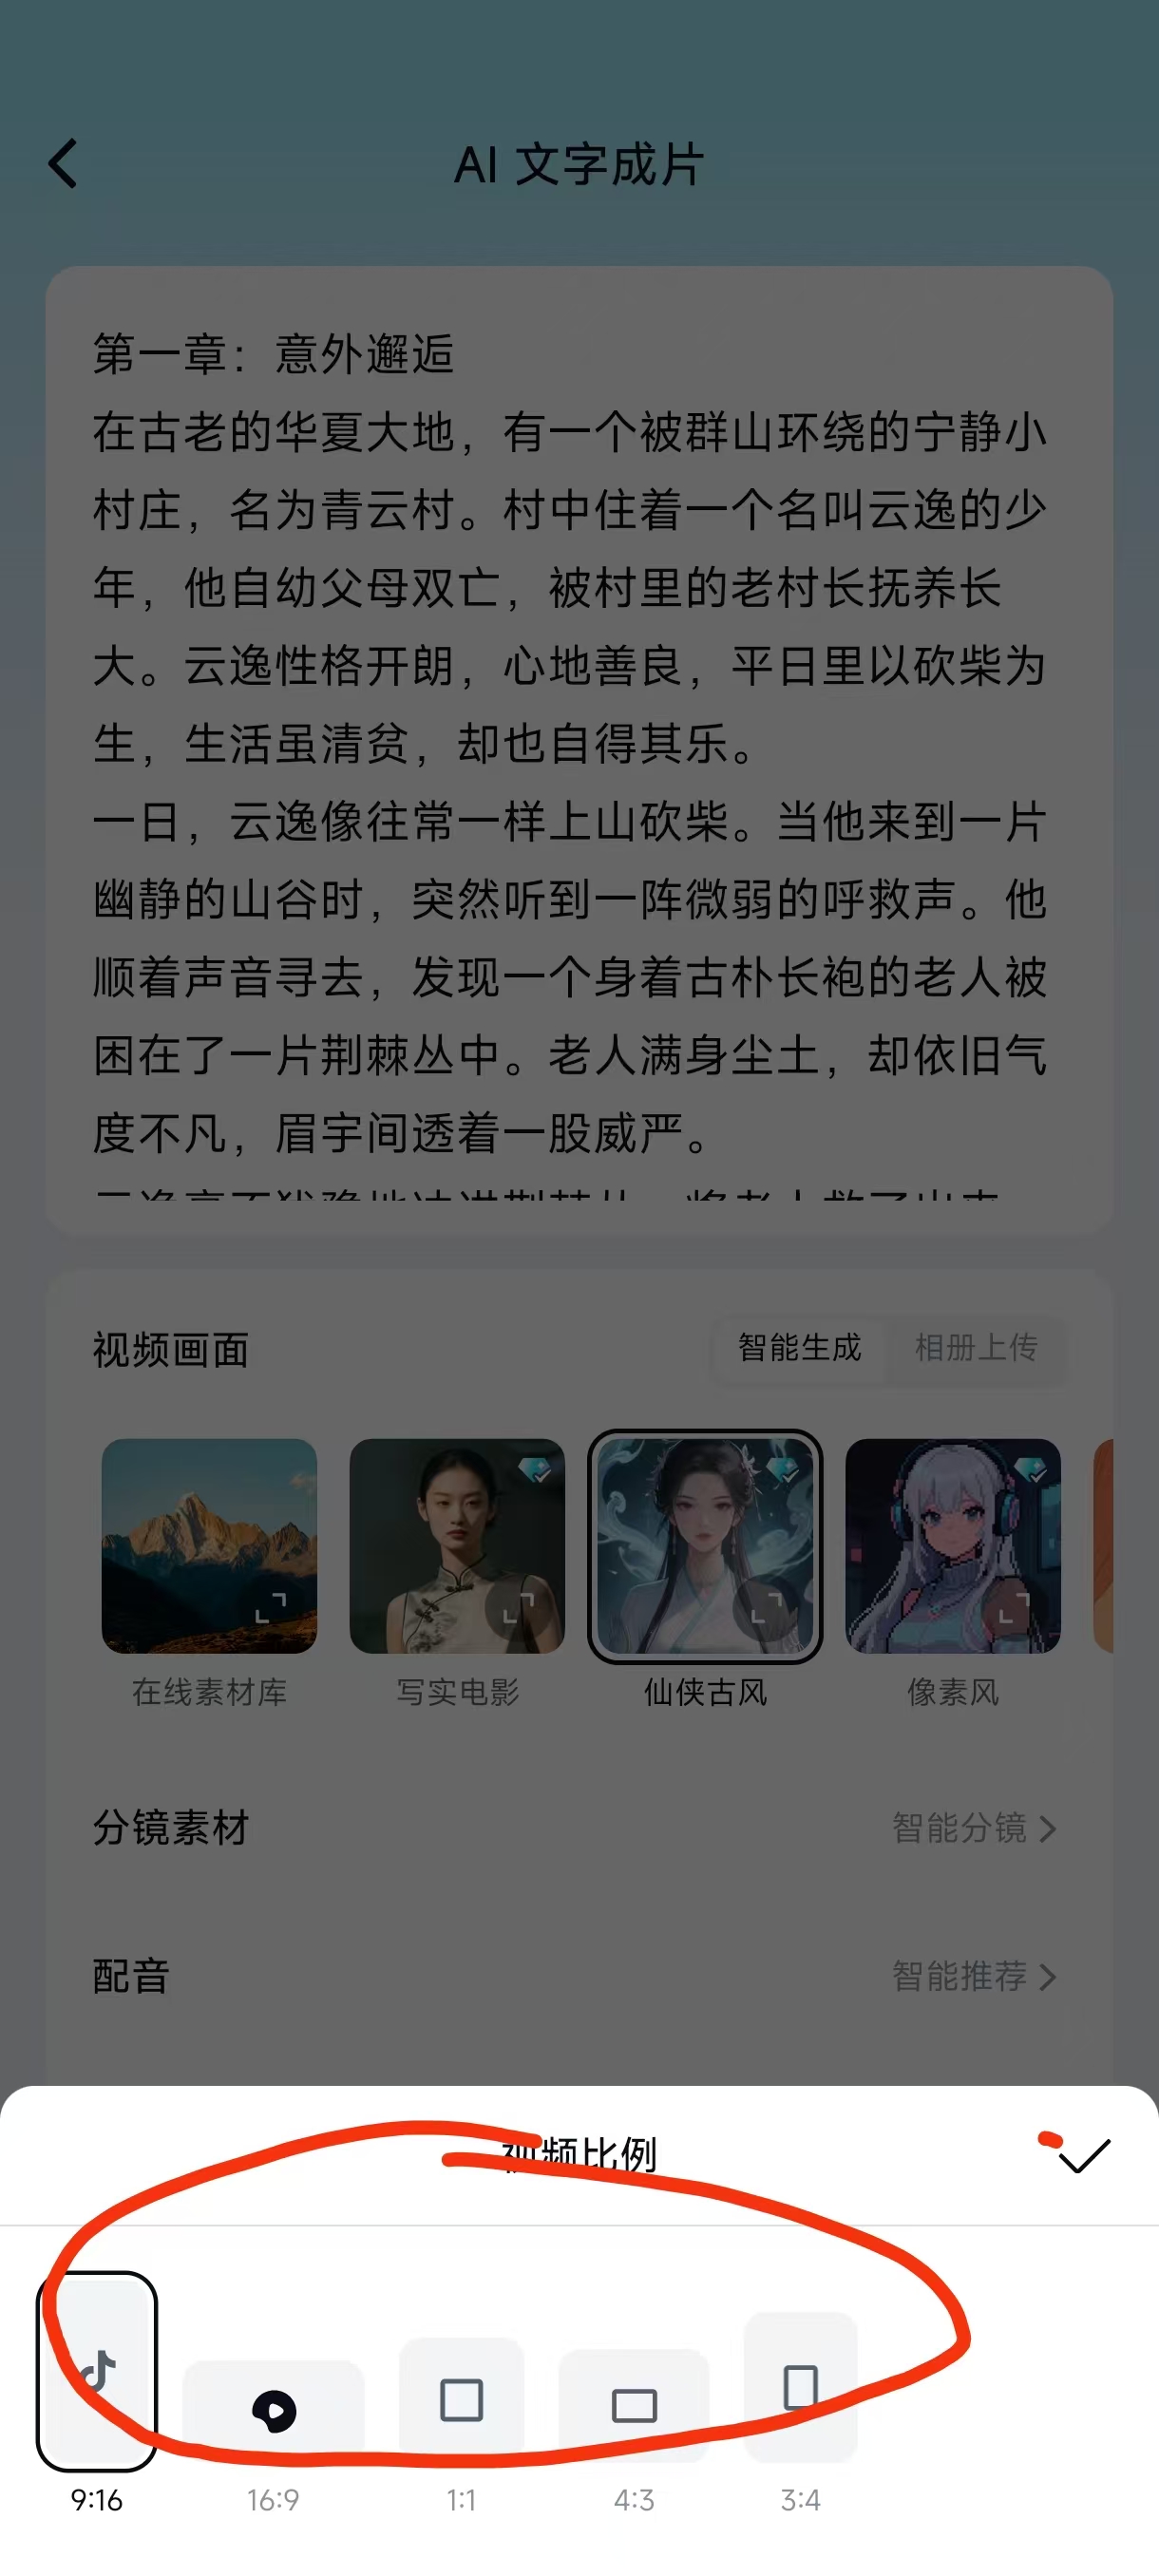 AI 文字成片
第一章：意外邂逅
在古老的华夏大地，有一个被群山环绕的宁静小
村庄，名为青云村。村中住着一个名叫云逸的少
年，他自幼父母双亡，被村里的老村长抚养长
大。云逸性格开朗，心地善良，平日里以砍柴为
生，生活虽清贫，却也自得其乐。
一日，云逸像往常一样上山砍柴。当他来到一片
幽静的山谷时，突然听到一阵微弱的呼救声。他
顺着声音寻去，发现一个身着古朴长袍的老人被
困在了一片荆棘丛中。老人满身尘土，却依旧气
度不凡，眉宇间透着一股威严。
视频画面
智能生成 相册上传
在线素材库 写实电影 仙侠古风 像素风
分镜素材 智能分镜
配音 智能推荐
视频比例
9:16 16:9 1:1 4:3 3:4